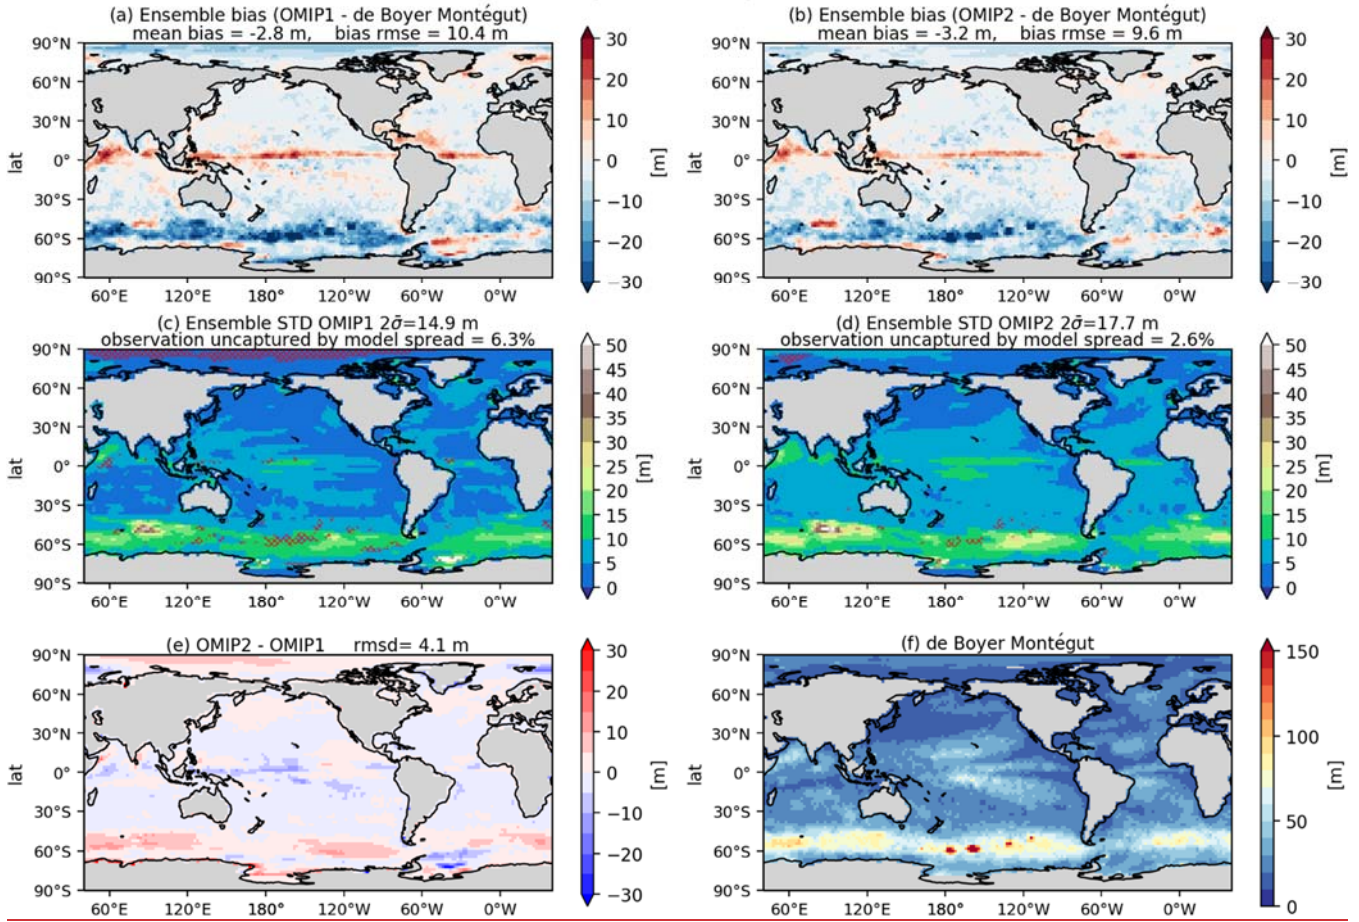 (a) Ensemble bias (OMIP1 - de Boyer Montégut)
mean bias = -2.8 m, bias rmse = 10.4 m
90°N
60°N
30°N
0°
30°S
60°S
90°S
lat
60°E 120°E 180° 120°W 60°W 0°W
30
20
10
0
−10
−20
−30
[m]
(b) Ensemble bias (OMIP2 - de Boyer Montégut)
mean bias = -3.2 m, bias rmse = 9.6 m
90°N
60°N
30°N
0°
30°S
60°S
90°S
lat
60°E 120°E 180° 120°W 60°W 0°W
30
20
10
0
−10
−20
−30
[m]
(c) Ensemble STD OMIP1 2σ̄=14.9 m
observation uncaptured by model spread = 6.3%
90°N
60°N
30°N
0°
30°S
60°S
90°S
lat
60°E 120°E 180° 120°W 60°W 0°W
50
45
40
35
30
25
20
15
10
5
0
[m]
(d) Ensemble STD OMIP2 2σ̄=17.7 m
observation uncaptured by model spread = 2.6%
90°N
60°N
30°N
0°
30°S
60°S
90°S
lat
60°E 120°E 180° 120°W 60°W 0°W
50
45
40
35
30
25
20
15
10
5
0
[m]
(e) OMIP2 - OMIP1 rmsd= 4.1 m
90°N
60°N
30°N
0°
30°S
60°S
90°S
lat
60°E 120°E 180° 120°W 60°W 0°W
30
20
10
0
−10
−20
−30
[m]
(f) de Boyer Montégut
90°N
60°N
30°N
0°
30°S
60°S
90°S
lat
60°E 120°E 180° 120°W 60°W 0°W
150
100
50
0
[m]